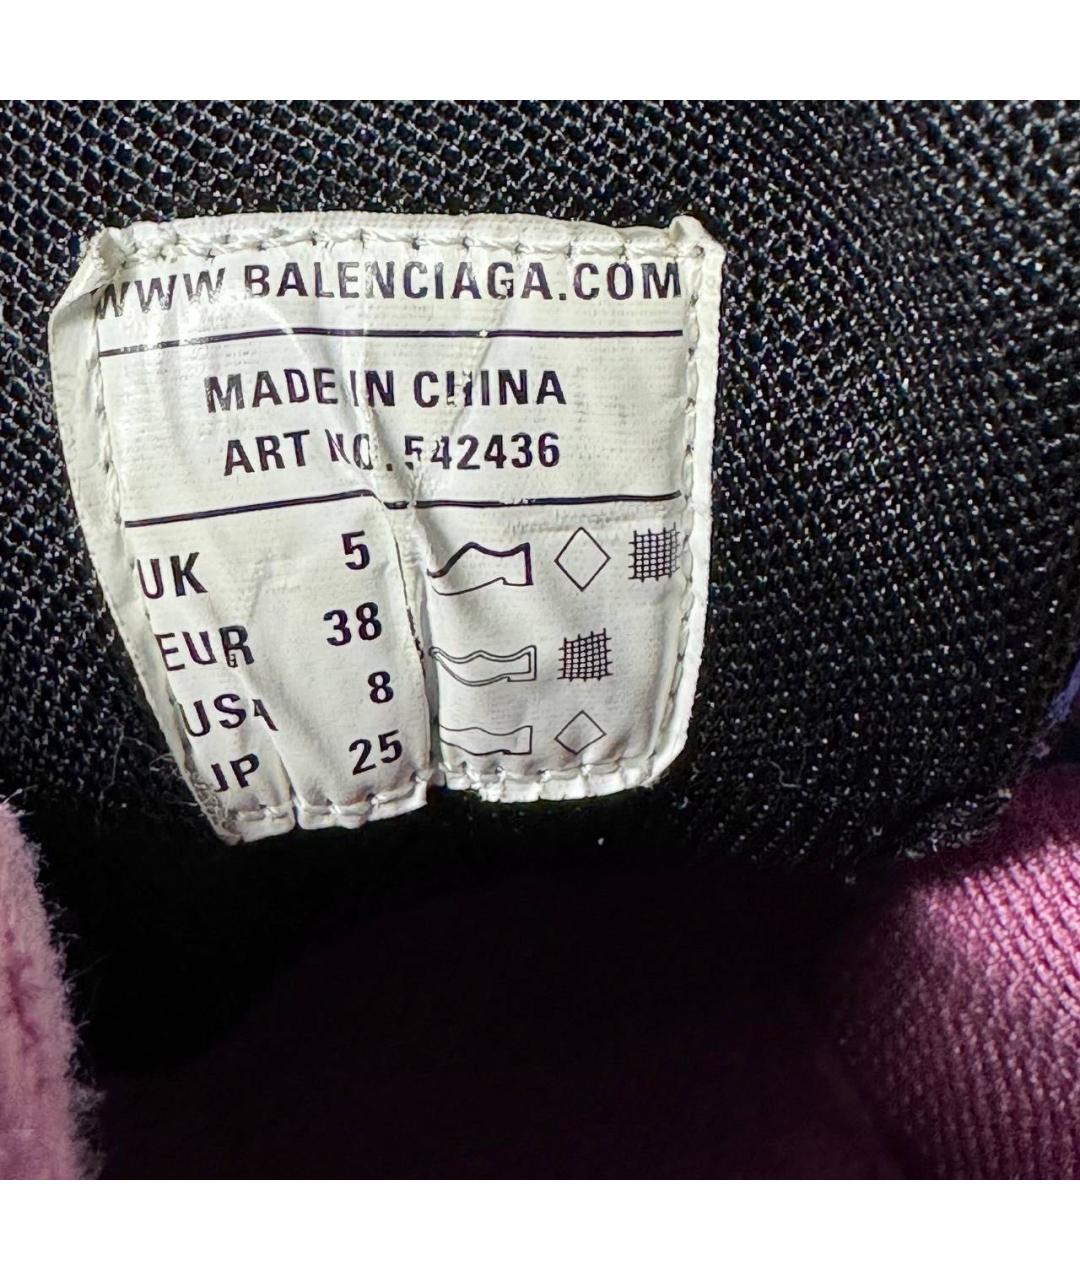 WWW.BALENCIAGA.COM
MADE IN CHINA
ART NO. 542436
UK 5
EUR 38
USA 8
JP 25